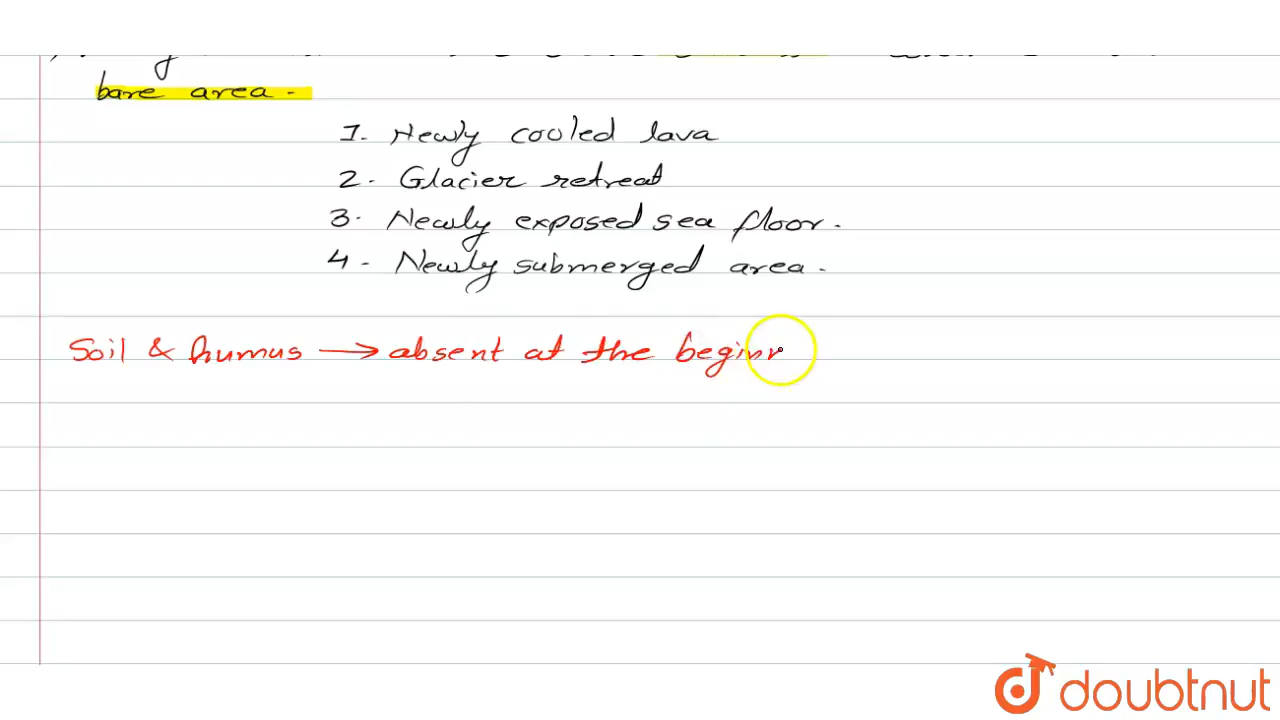 bare area.
1. Newly cooled lava
2. Glacier retreat
3. Newly exposed sea floor.
4. Newly submerged area.
Soil & humus → absent at the beginn
doubtnut